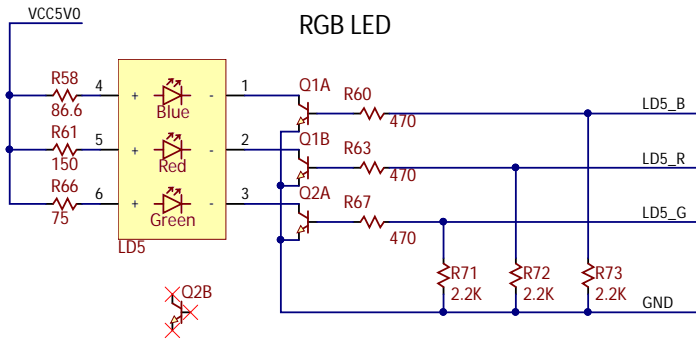 VCC5V0
RGB LED
R58
86.6
4
+
Blue
-
1
Q1A
R60
470
LD5_B
R61
150
5
+
Red
-
2
Q1B
R63
470
LD5_R
R66
75
6
+
Green
-
3
Q2A
R67
470
LD5_G
LD5
R71
2.2K
R72
2.2K
R73
2.2K
Q2B
GND